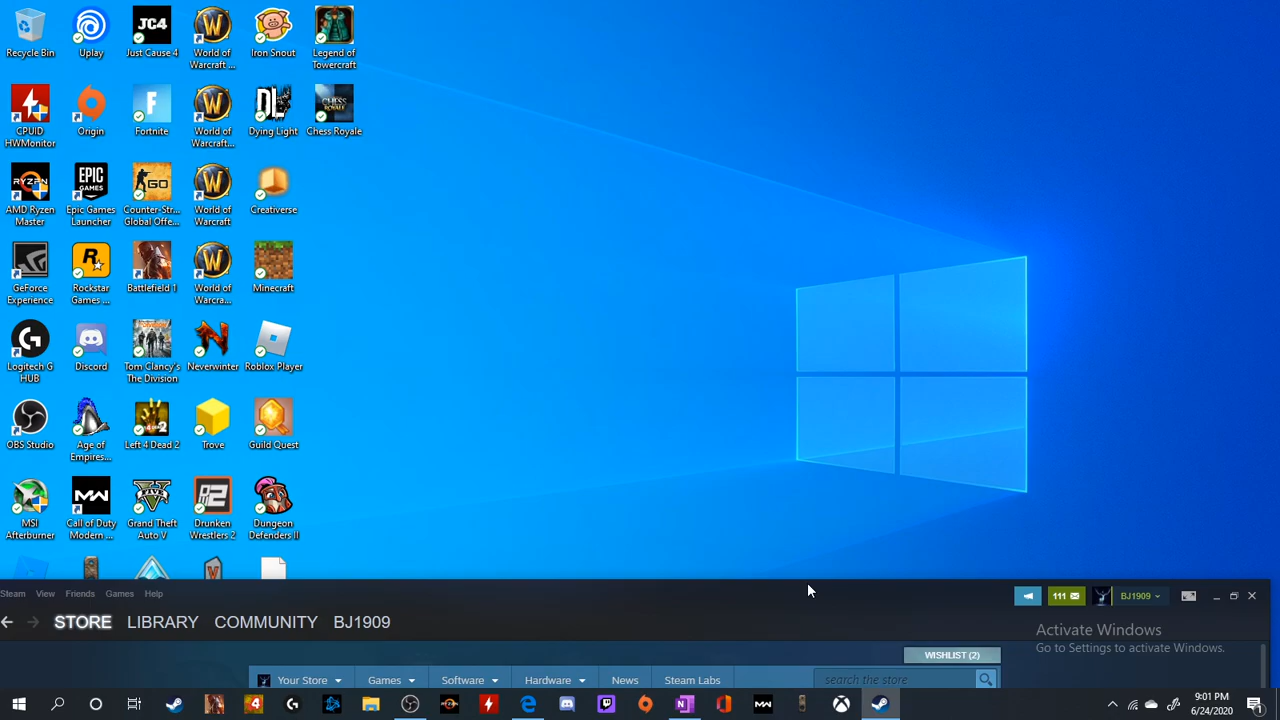 Recycle Bin
Uplay
Just Cause 4
World of
Warcraft ...
Iron Snout
Legend of
Towercraft
CPUID
HWMonitor
Origin
Fortnite
World of
Warcraft...
Dying Light
Chess Royale
AMD Ryzen
Master
Epic Games
Launcher
Counter-Str...
Global Offe...
World of
Warcraft
Creativerse
GeForce
Experience
Rockstar
Games ...
Battlefield 1
World of
Warcra...
Minecraft
Logitech G
HUB
Discord
Tom Clancy's
The Division
Neverwinter
Roblox Player
OBS Studio
Age of
Empires...
Left 4 Dead 2
Trove
Guild Quest
MSI
Afterburner
Call of Duty
Modern ...
Grand Theft
Auto V
Drunken
Wrestlers 2
Dungeon
Defenders II
JC4
DL
CHESS
ROYALE
RYZEN
EPIC
GAMES
GO
MW
V
FIVE
Steam View Friends Games Help
111
BJ1909
STORE LIBRARY COMMUNITY BJ1909
Activate Windows
Go to Settings to activate Windows.
WISHLIST (2)
Your Store Games Software Hardware News Steam Labs search the store
9:01 PM
6/24/2020
1